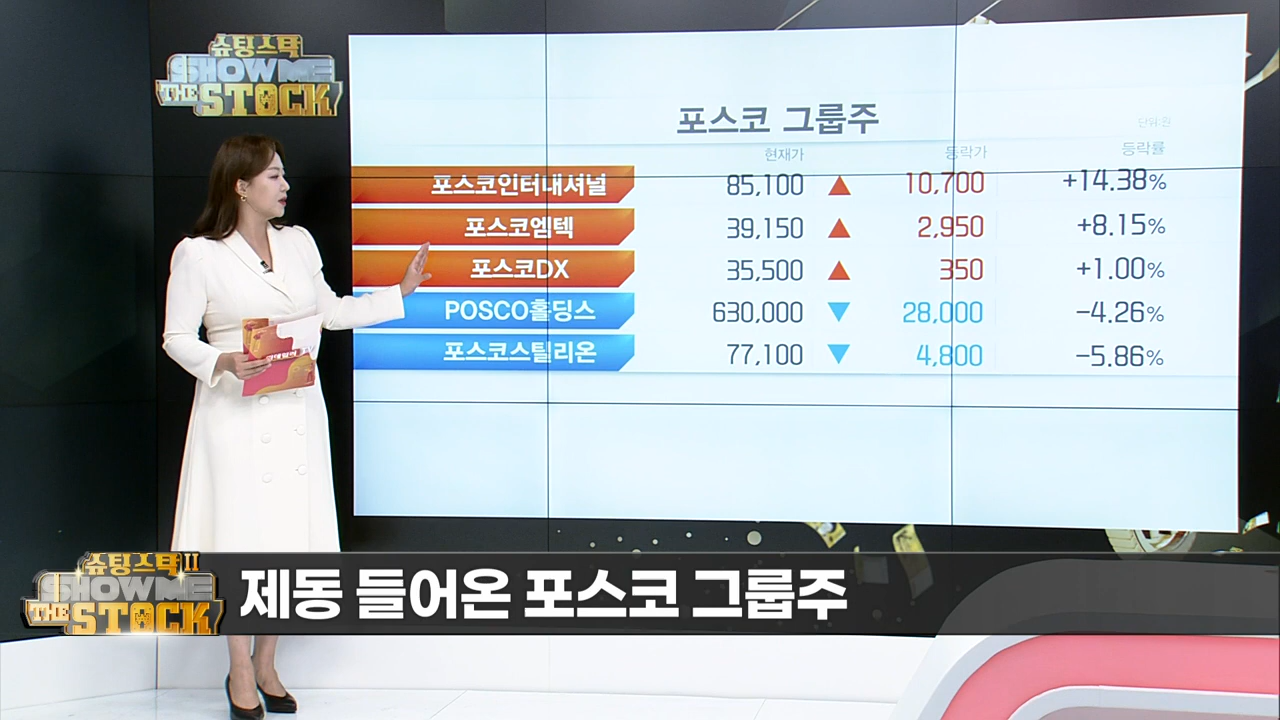 슈팅스탁
SHOW ME
THE STOCK
포스코 그룹주
단위:원
현재가 등락가 등락률
포스코인터내셔널 85,100 ▲ 10,700 +14.38%
포스코엠텍 39,150 ▲ 2,950 +8.15%
포스코DX 35,500 ▲ 350 +1.00%
POSCO홀딩스 630,000 ▼ 28,000 -4.26%
포스코스틸리온 77,100 ▼ 4,800 -5.86%
슈팅스탁II
SHOW ME
THE STOCK
제동 들어온 포스코 그룹주